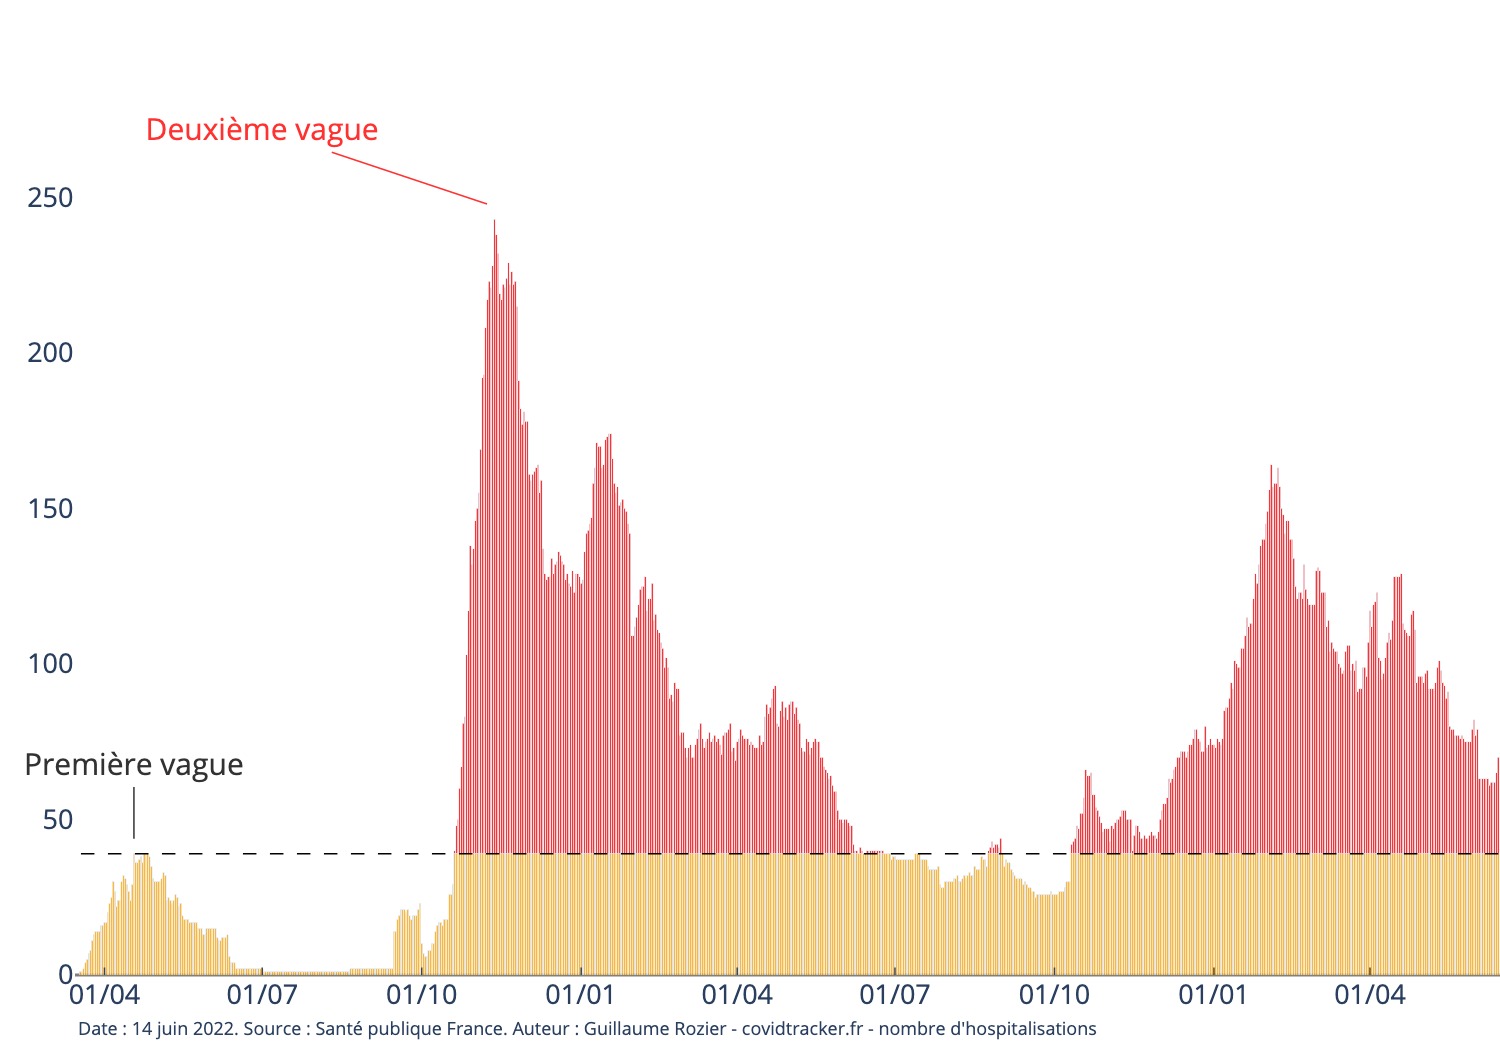 Deuxième vague
250
200
150
100
Première vague
50
0
01/04 01/07 01/10 01/01 01/04 01/07 01/10 01/01 01/04
Date : 14 juin 2022. Source : Santé publique France. Auteur : Guillaume Rozier - covidtracker.fr - nombre d'hospitalisations